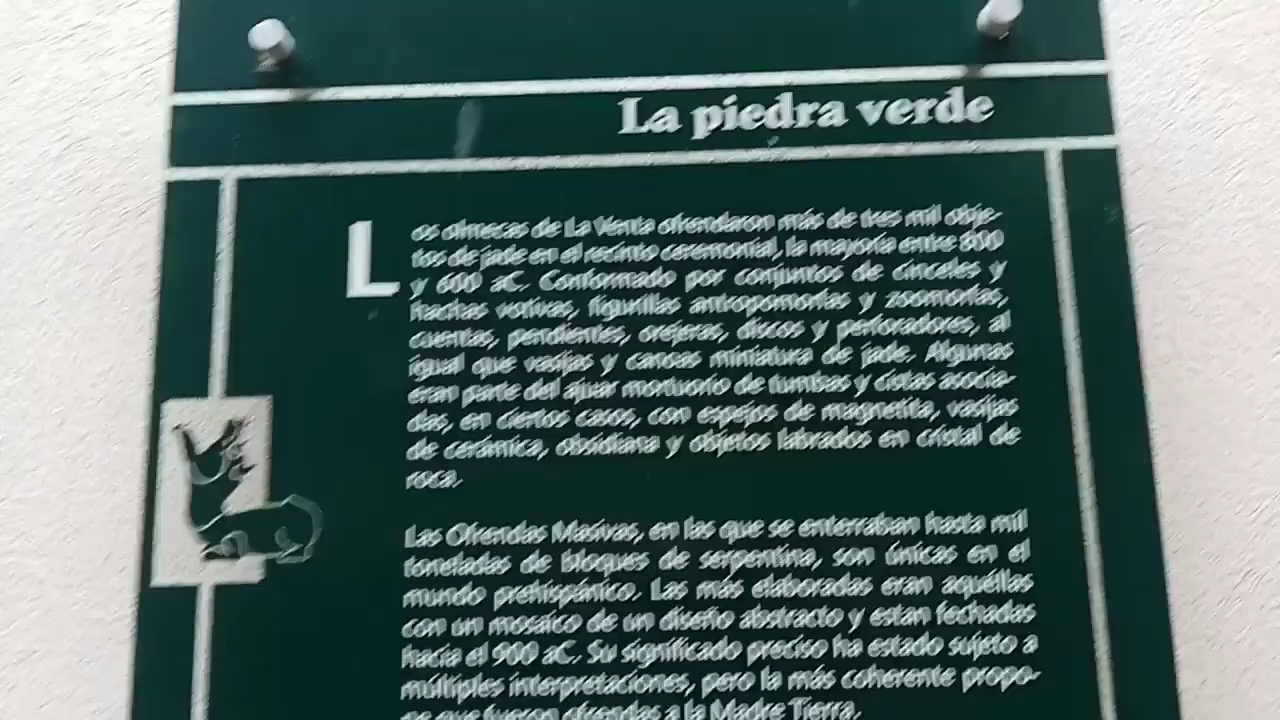 La piedra verde
Los olmecas de La Venta ofrendaron más de tres mil obje-
tos de jade en el recinto ceremonial, la mayoría entre 800
y 600 aC. Conformado por conjuntos de cinceles y
hachas votivas, figurillas antropomorfas y zoomorfas,
cuentas, pendientes, orejeras, discos y perforadores, al
igual que vasijas y canoas miniatura de jade. Algunas
eran parte del ajuar mortuorio de tumbas y cistas asocia-
das, en ciertos casos, con espejos de magnetita, vasijas
de cerámica, obsidiana y objetos labrados en cristal de
roca.
Las Ofrendas Masivas, en las que se enterraban hasta mil
toneladas de bloques de serpentina, son únicas en el
mundo prehispánico. Las más elaboradas eran aquéllas
con un mosaico de un diseño abstracto y estan fechadas
hacia el 900 aC. Su significado preciso ha estado sujeto a
múltiples interpretaciones, pero la más coherente propo-
ne que fueron ofrendas a la Madre Tierra.